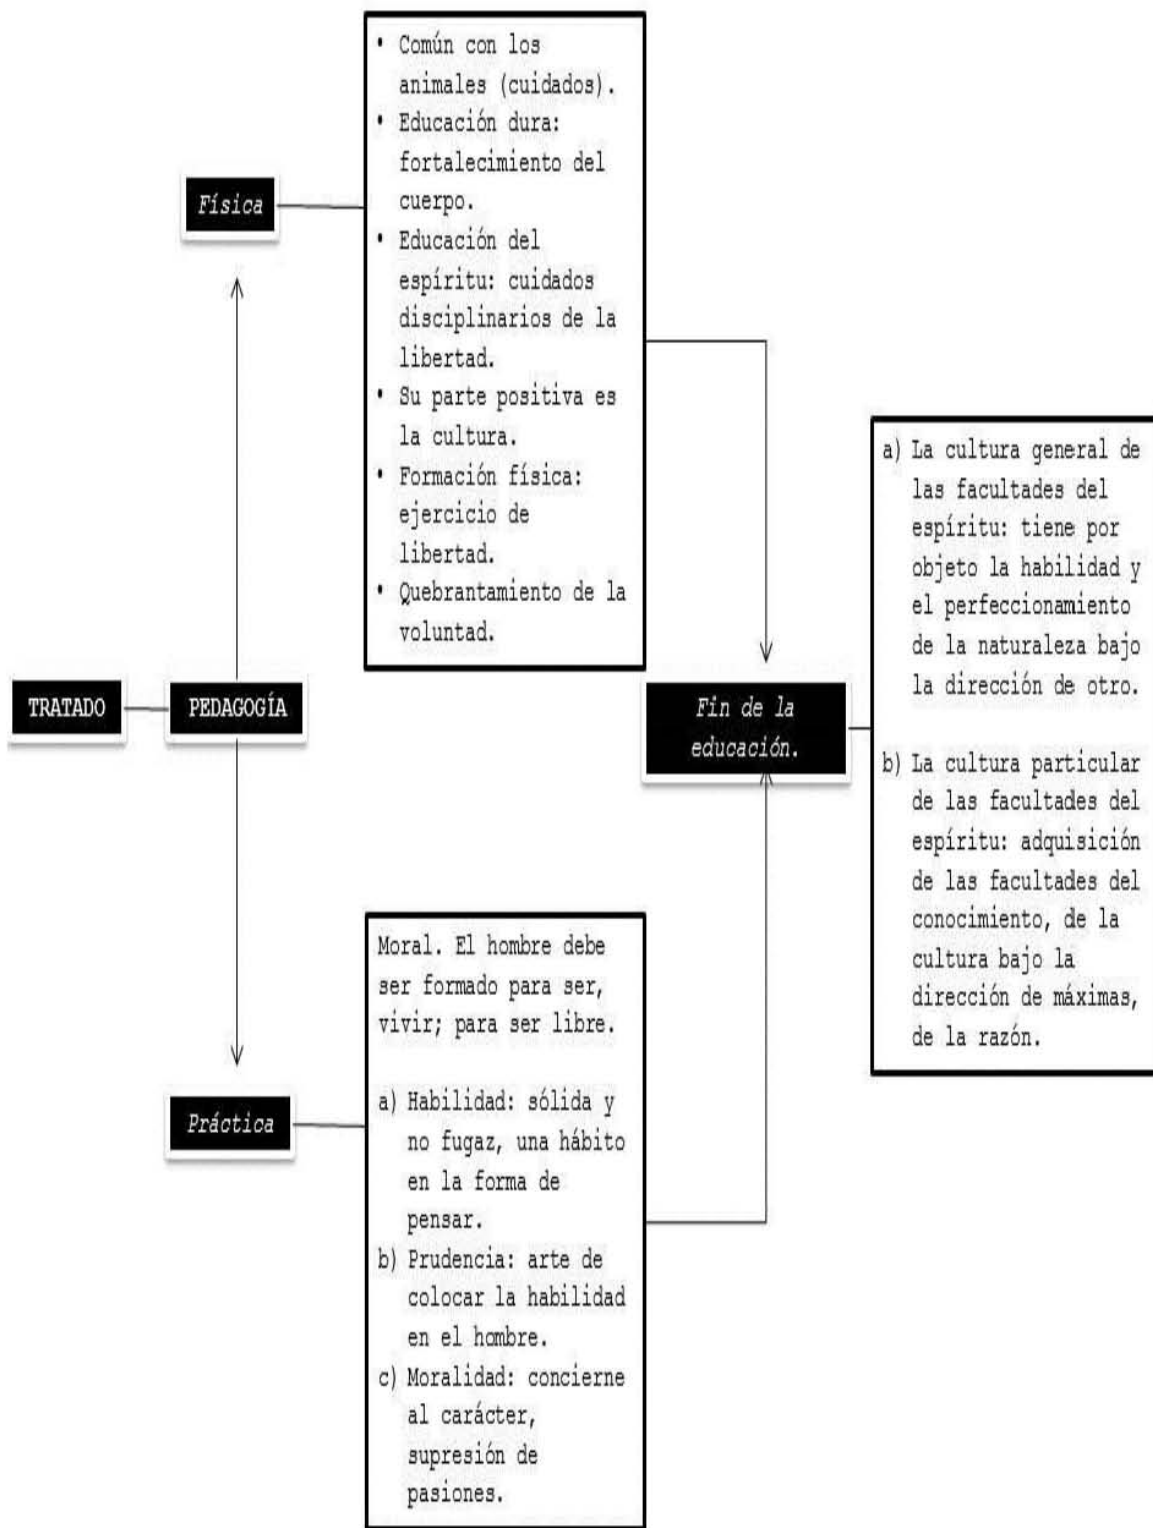 • Común con los
animales (cuidados).
• Educación dura:
fortalecimiento del
cuerpo.
• Educación del
espíritu: cuidados
disciplinarios de la
libertad.
• Su parte positiva es
la cultura.
• Formación física:
ejercicio de
libertad.
• Quebrantamiento de la
voluntad.
Física
TRATADO
PEDAGOGÍA
Práctica
Moral. El hombre debe
ser formado para ser,
vivir; para ser libre.
a) Habilidad: sólida y
no fugaz, una hábito
en la forma de
pensar.
b) Prudencia: arte de
colocar la habilidad
en el hombre.
c) Moralidad: concierne
al carácter,
supresión de
pasiones.
Fin de la
educación.
a) La cultura general de
las facultades del
espíritu: tiene por
objeto la habilidad y
el perfeccionamiento
de la naturaleza bajo
la dirección de otro.
b) La cultura particular
de las facultades del
espíritu: adquisición
de las facultades del
conocimiento, de la
cultura bajo la
dirección de máximas,
de la razón.